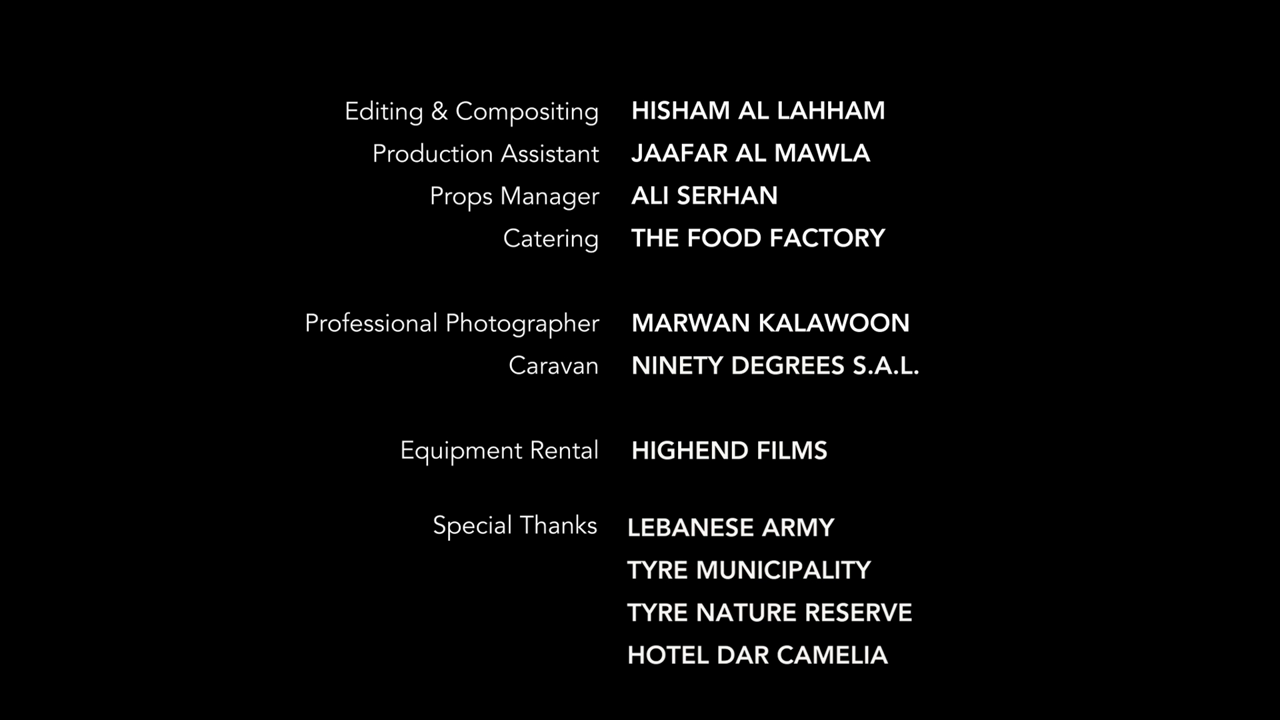 Editing & Compositing HISHAM AL LAHHAM
Production Assistant JAAFAR AL MAWLA
Props Manager ALI SERHAN
Catering THE FOOD FACTORY
Professional Photographer MARWAN KALAWOON
Caravan NINETY DEGREES S.A.L.
Equipment Rental HIGHEND FILMS
Special Thanks LEBANESE ARMY
TYRE MUNICIPALITY
TYRE NATURE RESERVE
HOTEL DAR CAMELIA